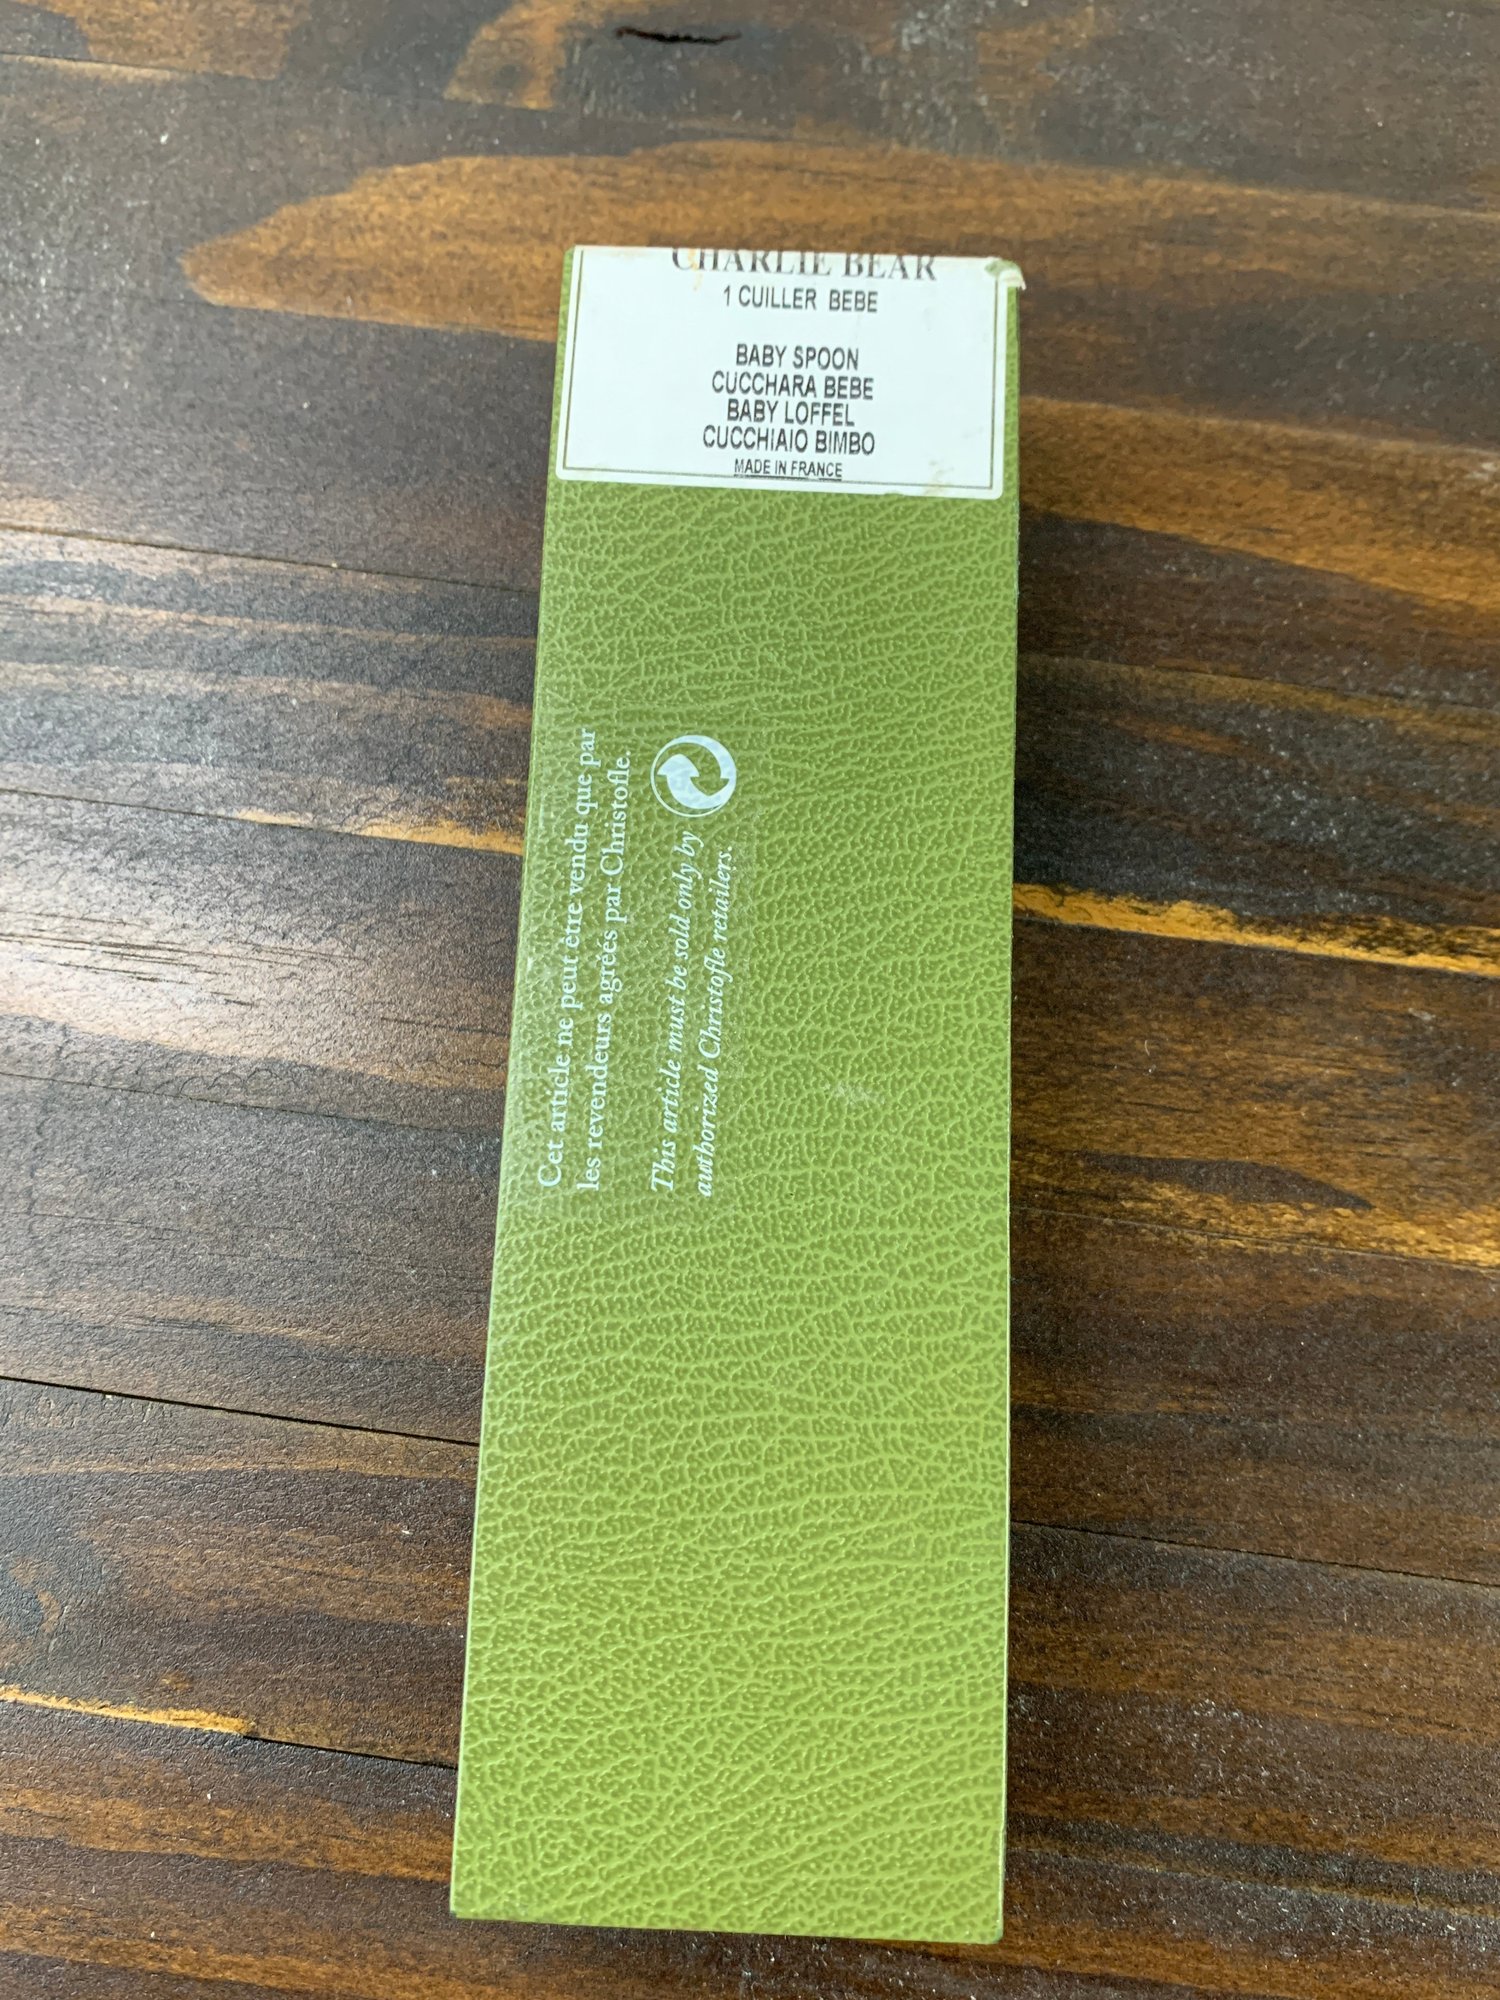 CHARLIE BEAR
1 CUILLER BEBE
BABY SPOON
CUCCHARA BEBE
BABY LOFFEL
CUCCHIAIO BIMBO
MADE IN FRANCE
Cet article ne peut être vendu que par
les revendeurs agréés par Christofle.
This article must be sold only by
authorized Christofle retailers.